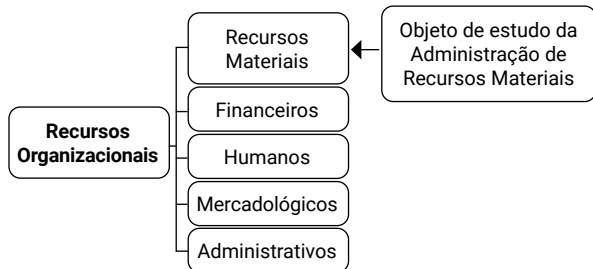 Recursos
Organizacionais
Recursos
Materiais
Financeiros
Humanos
Mercadológicos
Administrativos
Objeto de estudo da
Administração de
Recursos Materiais